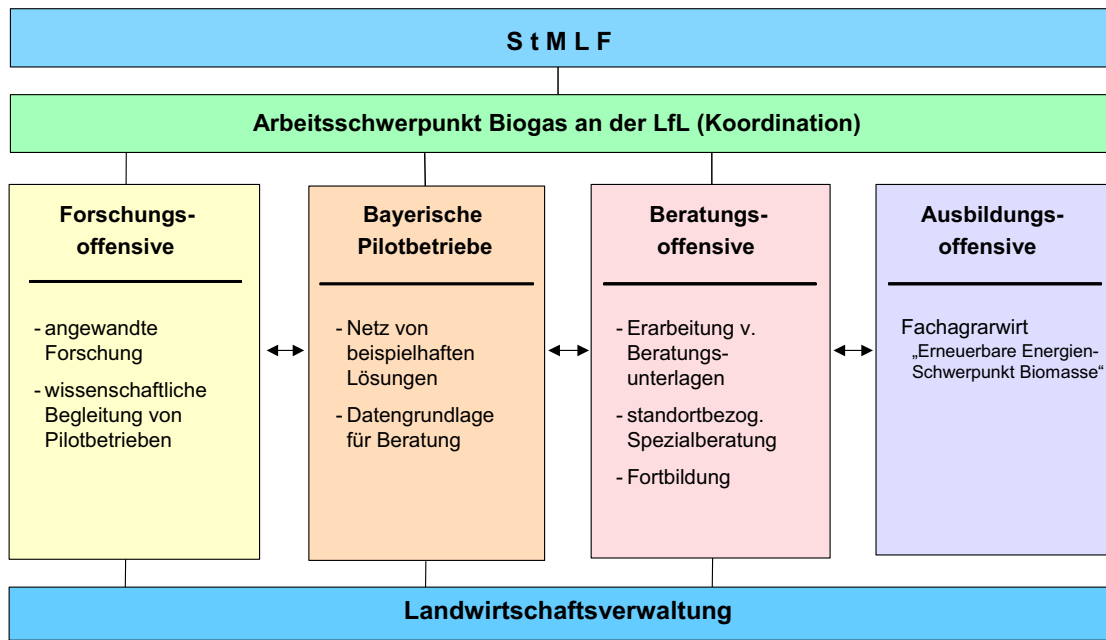 S t M L F
Arbeitsschwerpunkt Biogas an der LfL (Koordination)
Forschungs-
offensive
- angewandte
Forschung
- wissenschaftliche
Begleitung von
Pilotbetrieben
Bayerische
Pilotbetriebe
- Netz von
beispielhaften
Lösungen
- Datengrundlage
für Beratung
Beratungs-
offensive
- Erarbeitung v.
Beratungs-
unterlagen
- standortbezog.
Spezialberatung
- Fortbildung
Ausbildungs-
offensive
Fachagrarwirt
„Erneuerbare Energien-
Schwerpunkt Biomasse“
Landwirtschaftsverwaltung